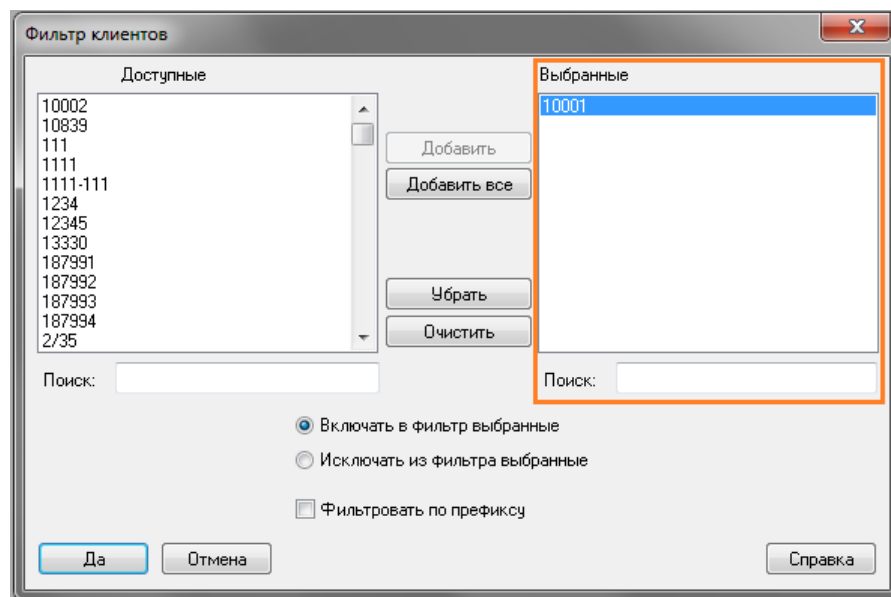 Фильтр клиентов
Доступные
Выбранные
10002
10839
111
1111
1111-111
1234
12345
13330
187991
187992
187993
187994
2/35
Добавить
Добавить все
Убрать
Очистить
10001
Поиск:
Поиск:
Включать в фильтр выбранные
Исключать из фильтра выбранные
Фильтровать по префиксу
Да
Отмена
Справка